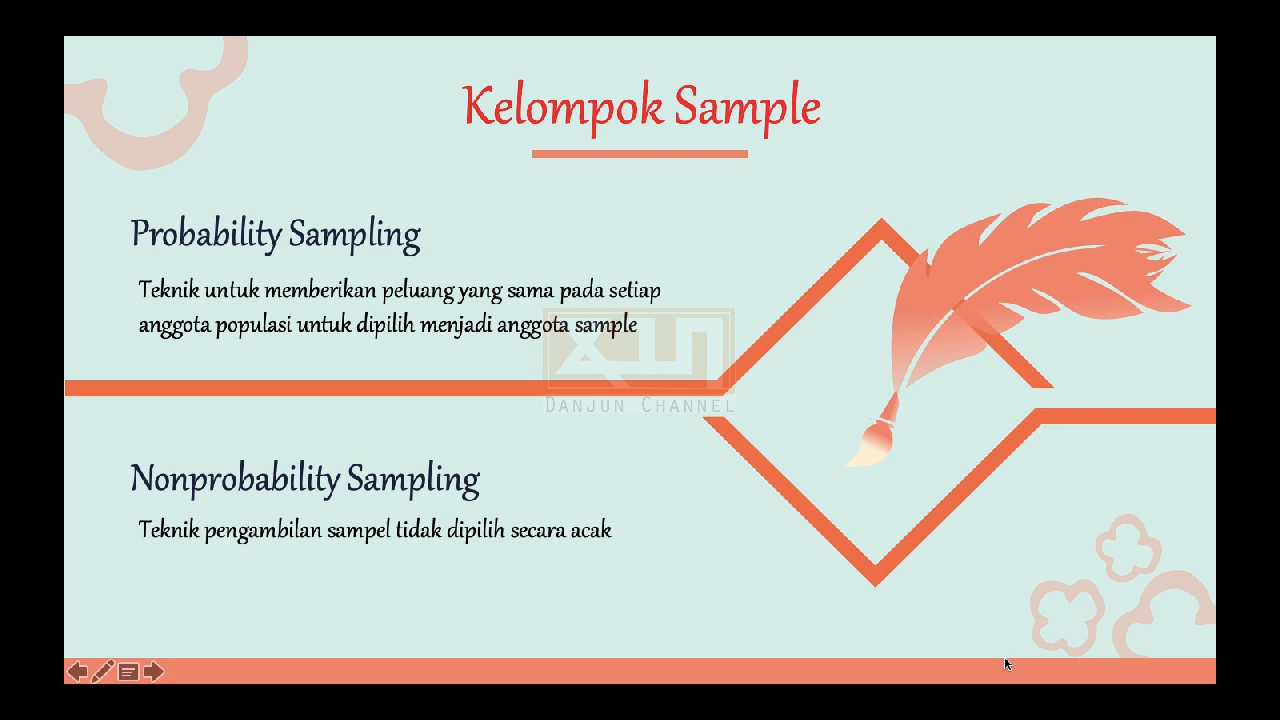 Kelompok Sample
Probability Sampling
Teknik untuk memberikan peluang yang sama pada setiap
anggota populasi untuk dipilih menjadi anggota sample
DANJUN CHANNEL
Nonprobability Sampling
Teknik pengambilan sampel tidak dipilih secara acak